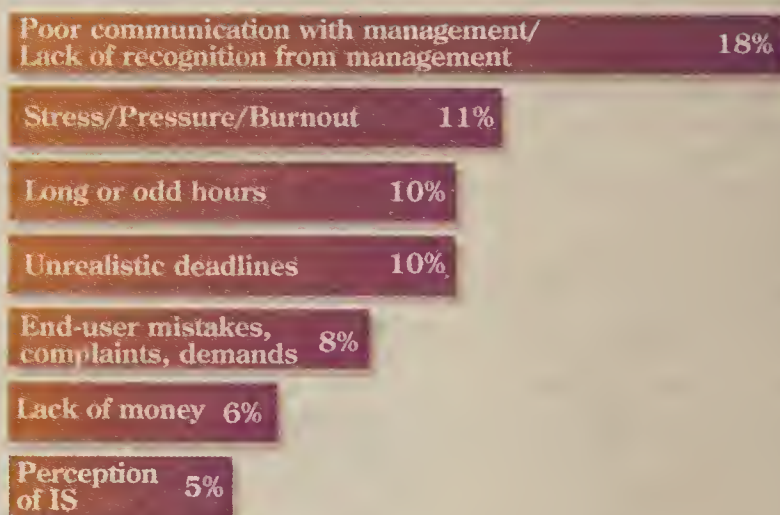 Poor communication with management/
Lack of recognition from management 18%
Stress/Pressure/Burnout 11%
Long or odd hours 10%
Unrealistic deadlines 10%
End-user mistakes,
complaints, demands 8%
Lack of money 6%
Perception
of IS 5%